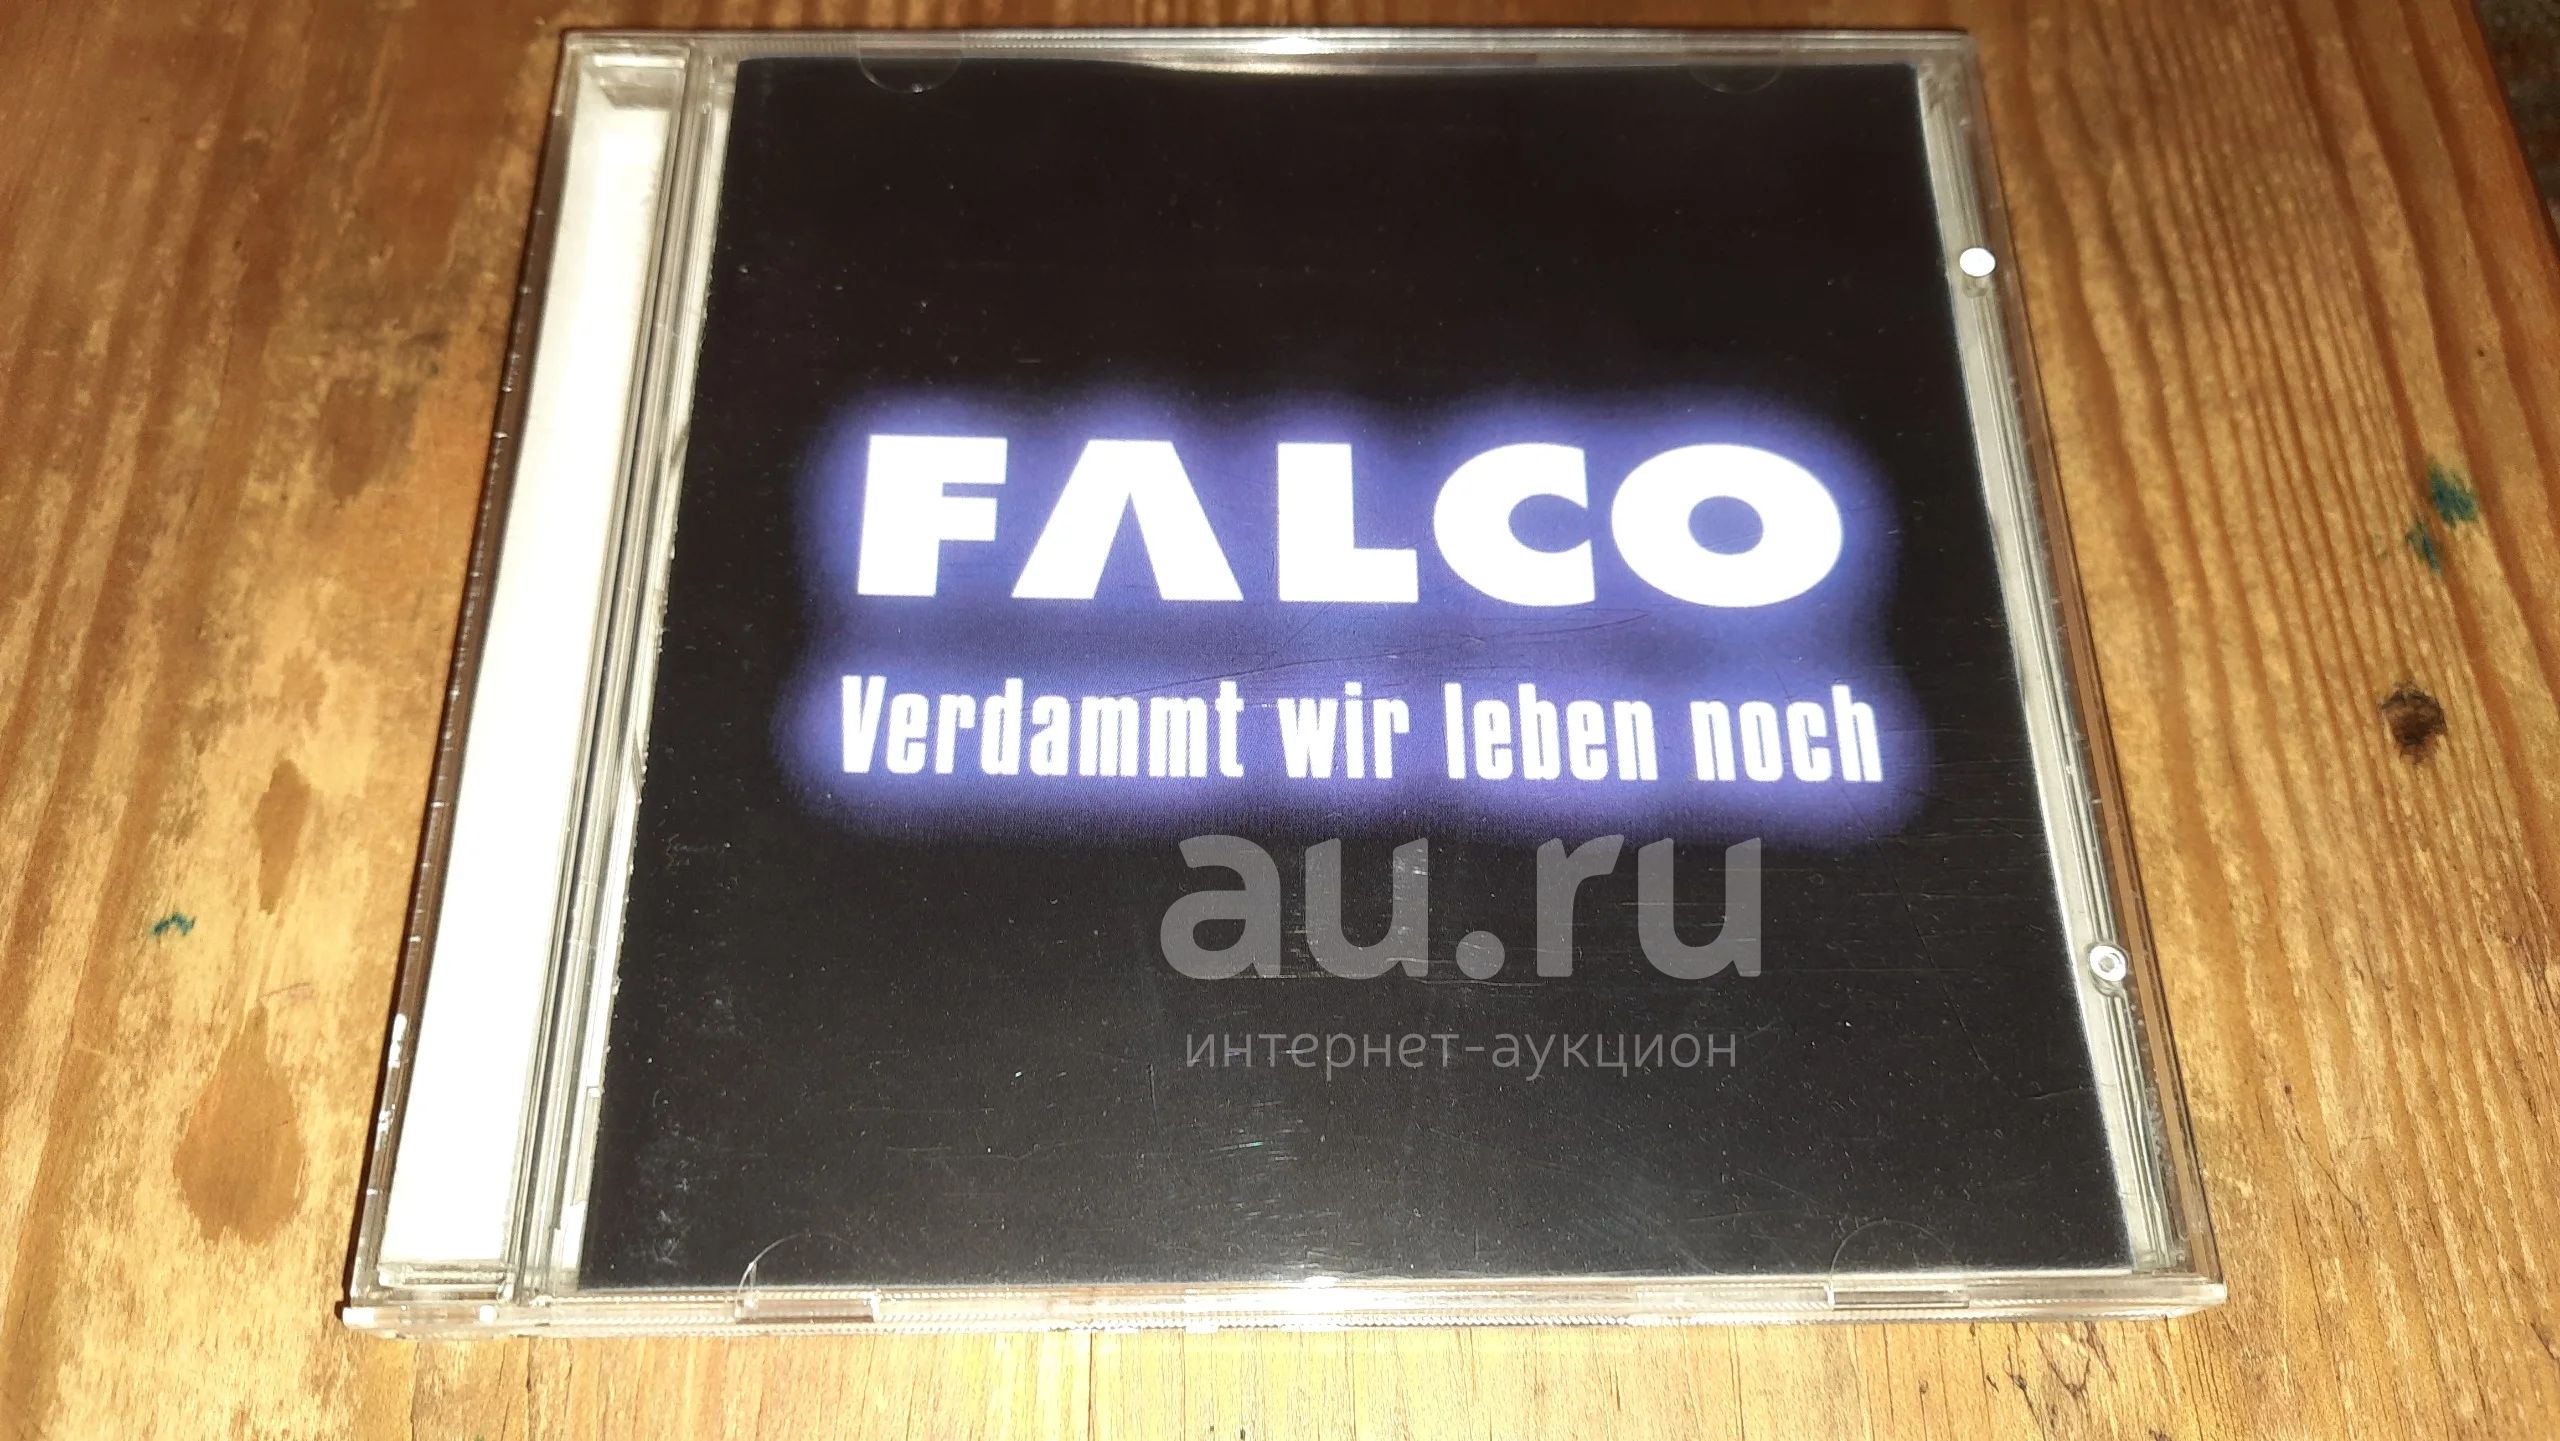 FALCO
Verdammt wir leben noch
au.ru
интернет-аукцион